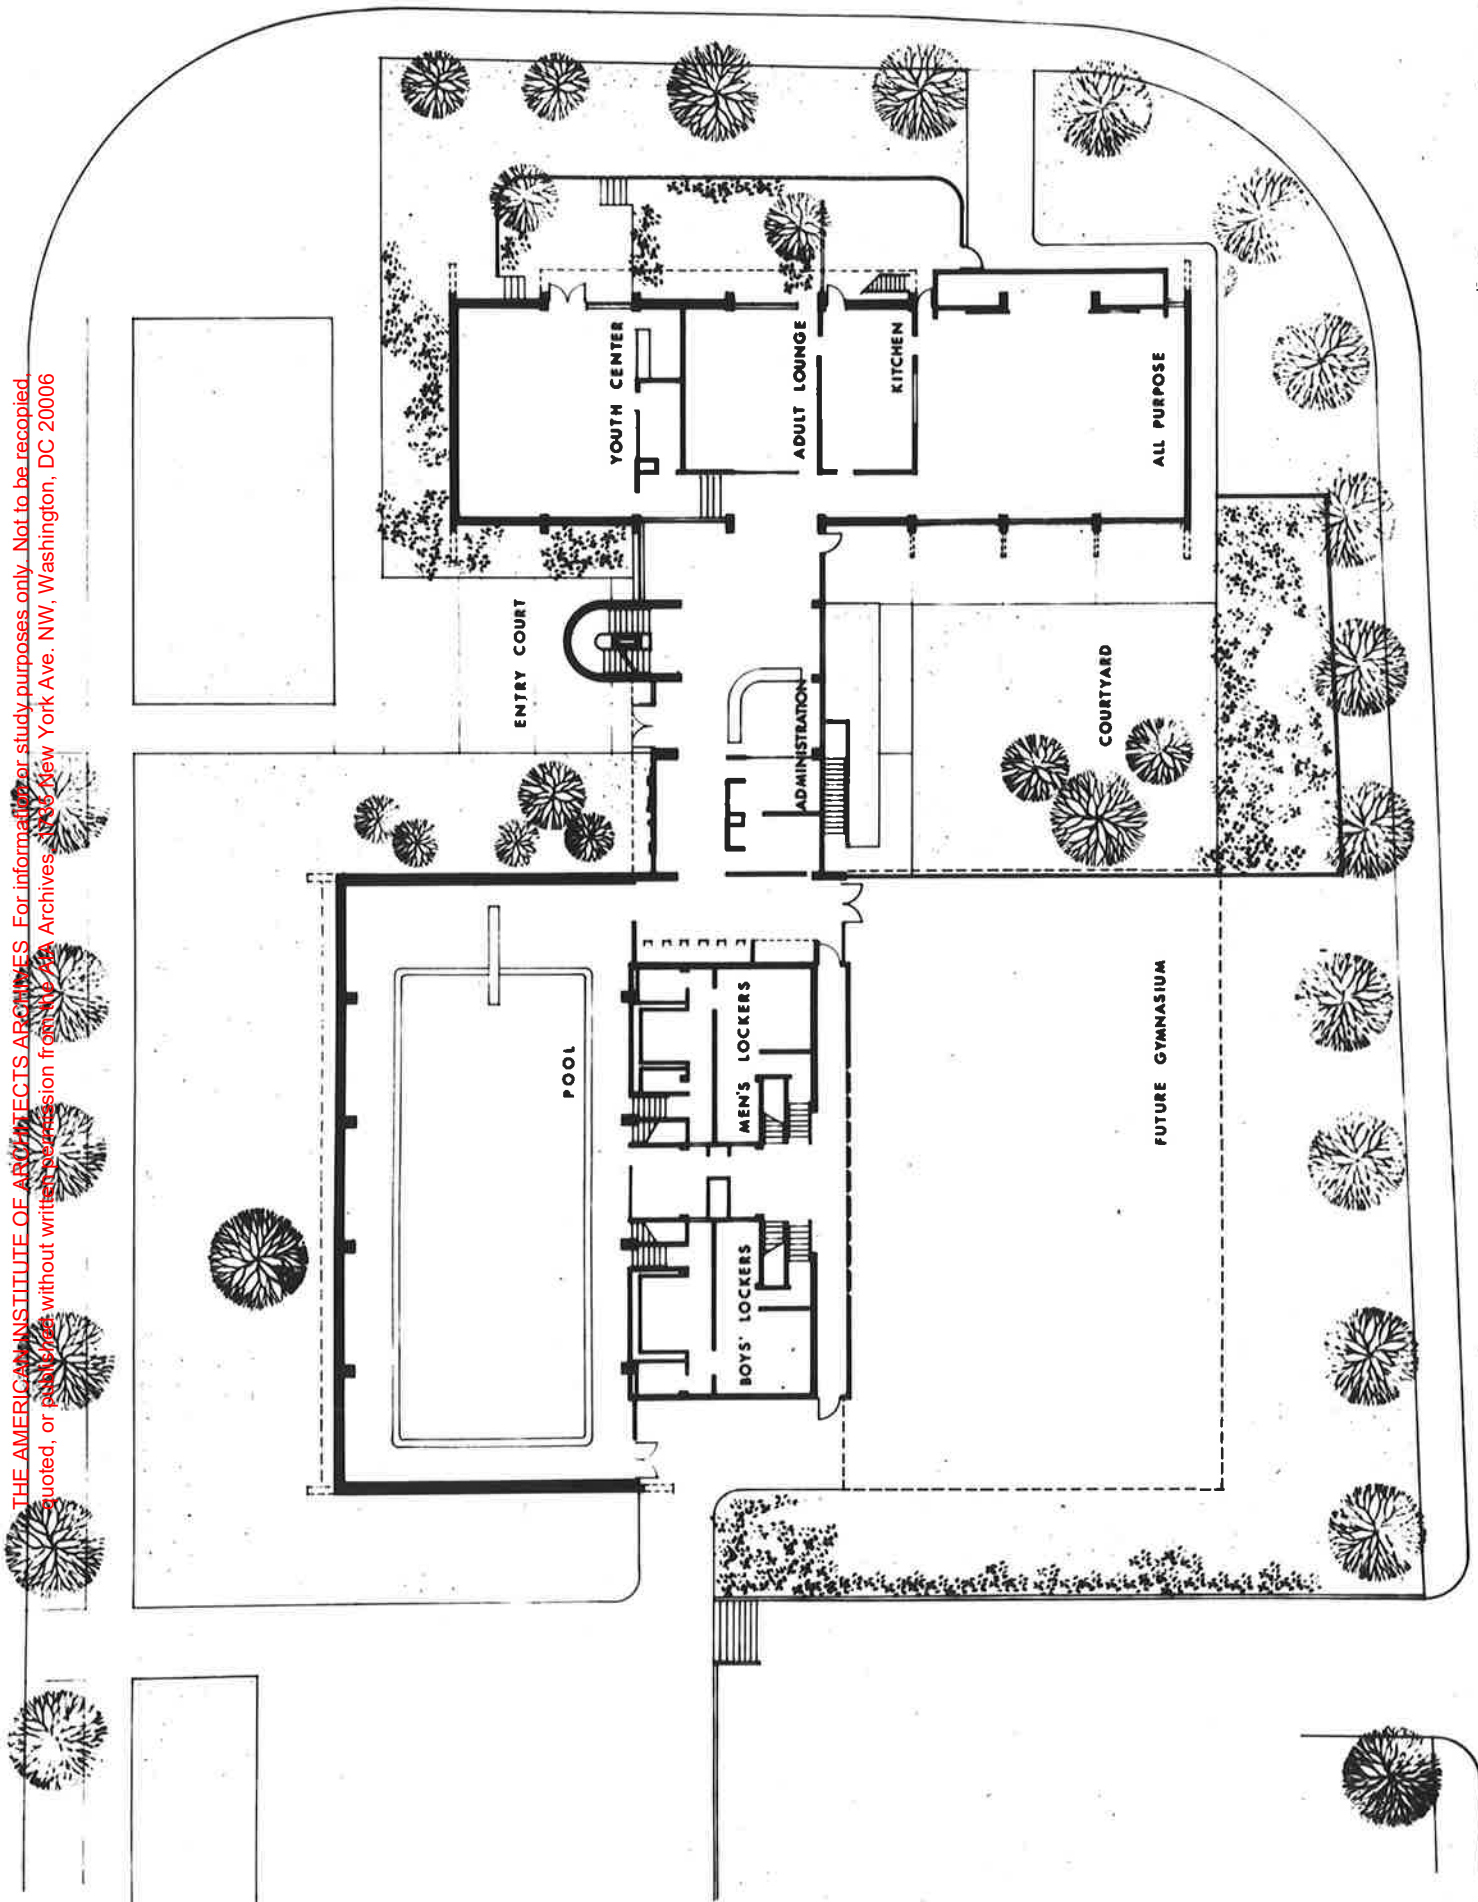 THE AMERICAN INSTITUTE OF ARCHITECTS ARCHIVES For information or study purposes only. Not to be recopied,
quoted, or published without written permission from the AIA Archives, 1735 New York Ave. NW, Washington, DC 20006
POOL
ENTRY COURT
YOUTH CENTER
BOYS' LOCKERS
MEN'S LOCKERS
ADMINISTRATION
ADULT LOUNGE
KITCHEN
FUTURE GYMNASIUM
COURTYARD
ALL PURPOSE